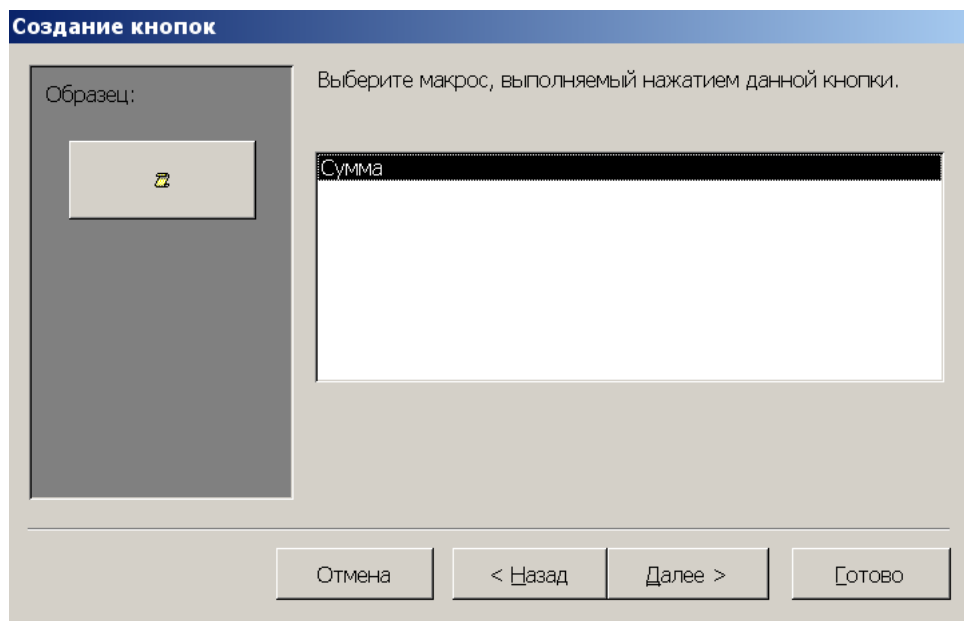 Создание кнопок
Образец:
Выберите макрос, выполняемый нажатием данной кнопки.
Сумма
Отмена
< Назад
Далее >
Готово